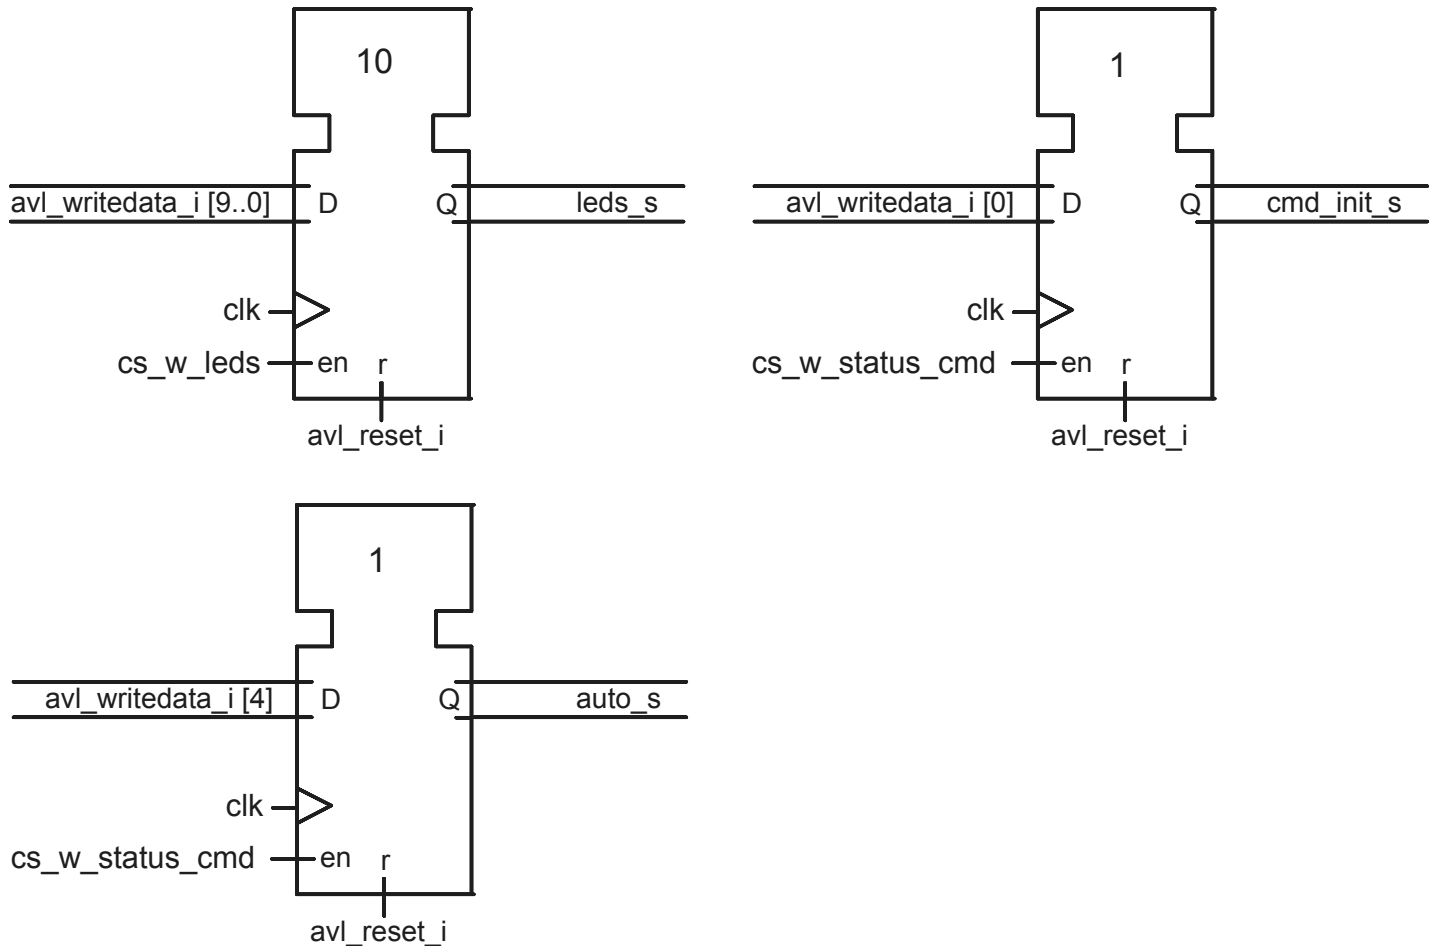 10
avl_writedata_i [9..0] D Q leds_s
clk
cs_w_leds en r
avl_reset_i
1
avl_writedata_i [0] D Q cmd_init_s
clk
cs_w_status_cmd en r
avl_reset_i
1
avl_writedata_i [4] D Q auto_s
clk
cs_w_status_cmd en r
avl_reset_i